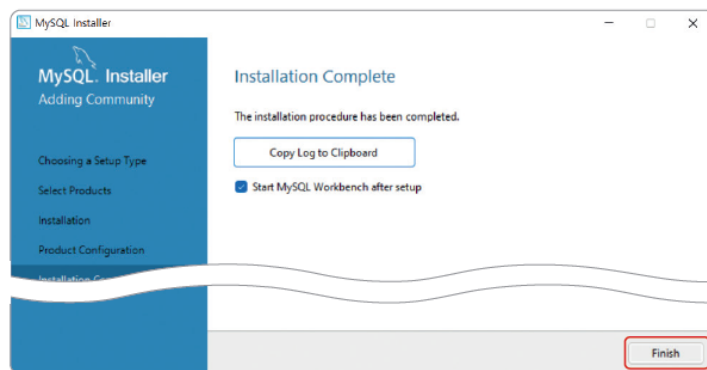 MySQL Installer
MySQL. Installer
Adding Community
Choosing a Setup Type
Select Products
Installation
Product Configuration
Installation
Installation Complete
The installation procedure has been completed.
Copy Log to Clipboard
Start MySQL Workbench after setup
Finish